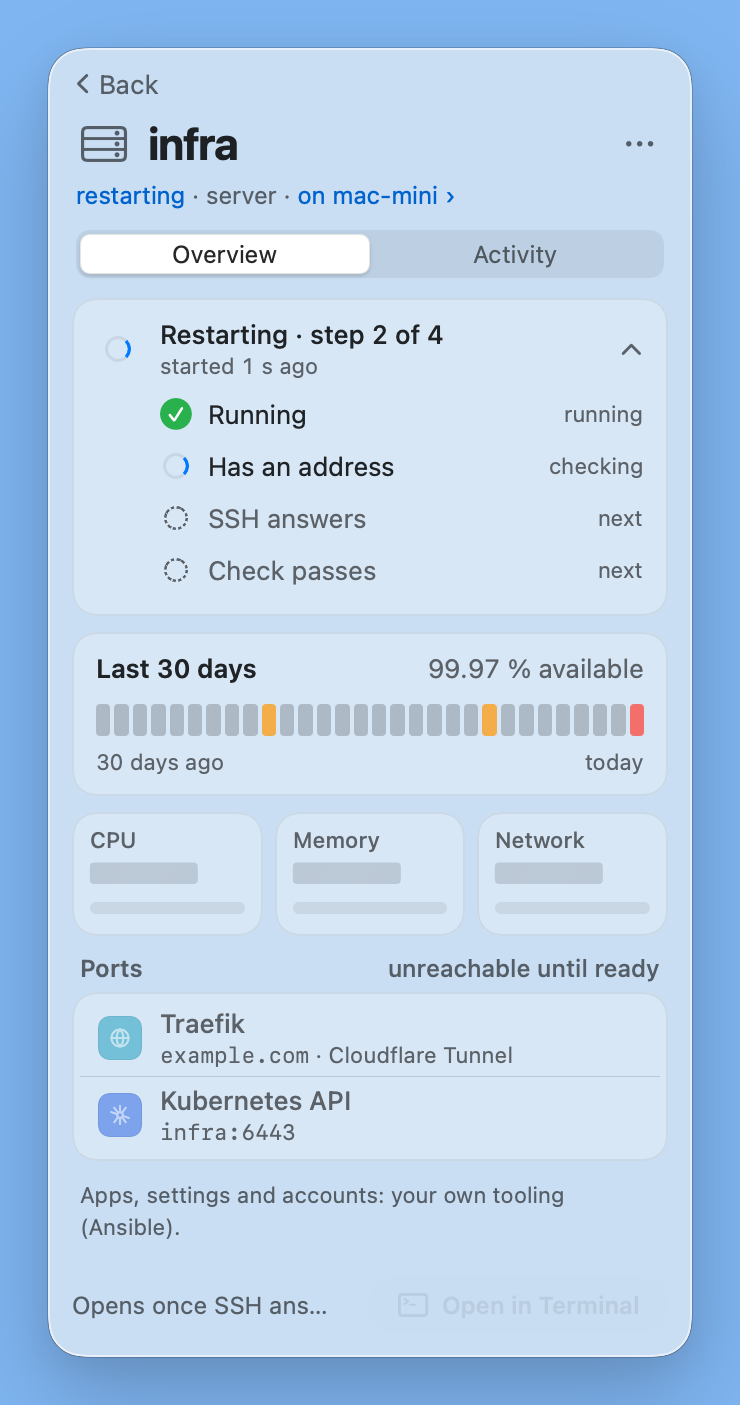 Back
infra
restarting · server · on mac-mini ›
Overview Activity
Restarting · step 2 of 4
started 1 s ago
Running running
Has an address checking
SSH answers next
Check passes next
Last 30 days 99.97 % available
30 days ago today
CPU Memory Network
Ports unreachable until ready
Traefik
example.com · Cloudflare Tunnel
Kubernetes API
infra:6443
Apps, settings and accounts: your own tooling
(Ansible).
Opens once SSH ans... Open in Terminal